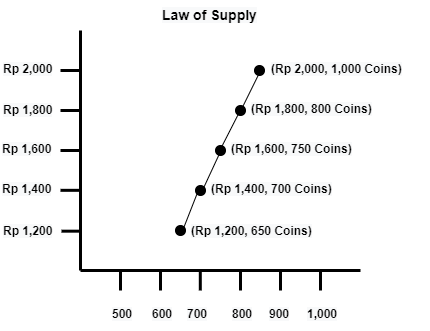 Law of Supply
Rp 2,000
(Rp 2,000, 1,000 Coins)
Rp 1,800
(Rp 1,800, 800 Coins)
Rp 1,600
(Rp 1,600, 750 Coins)
Rp 1,400
(Rp 1,400, 700 Coins)
Rp 1,200
(Rp 1,200, 650 Coins)
500 600 700 800 900 1,000